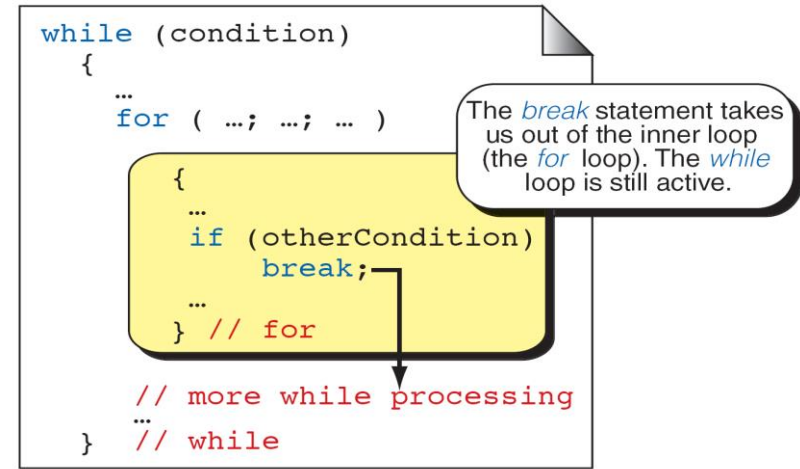 while (condition)
{
…
for ( …; …; … )
The break statement takes
us out of the inner loop
(the for loop). The while
loop is still active.
{
…
if (otherCondition)
break;
…
} // for
// more while processing
…
} // while